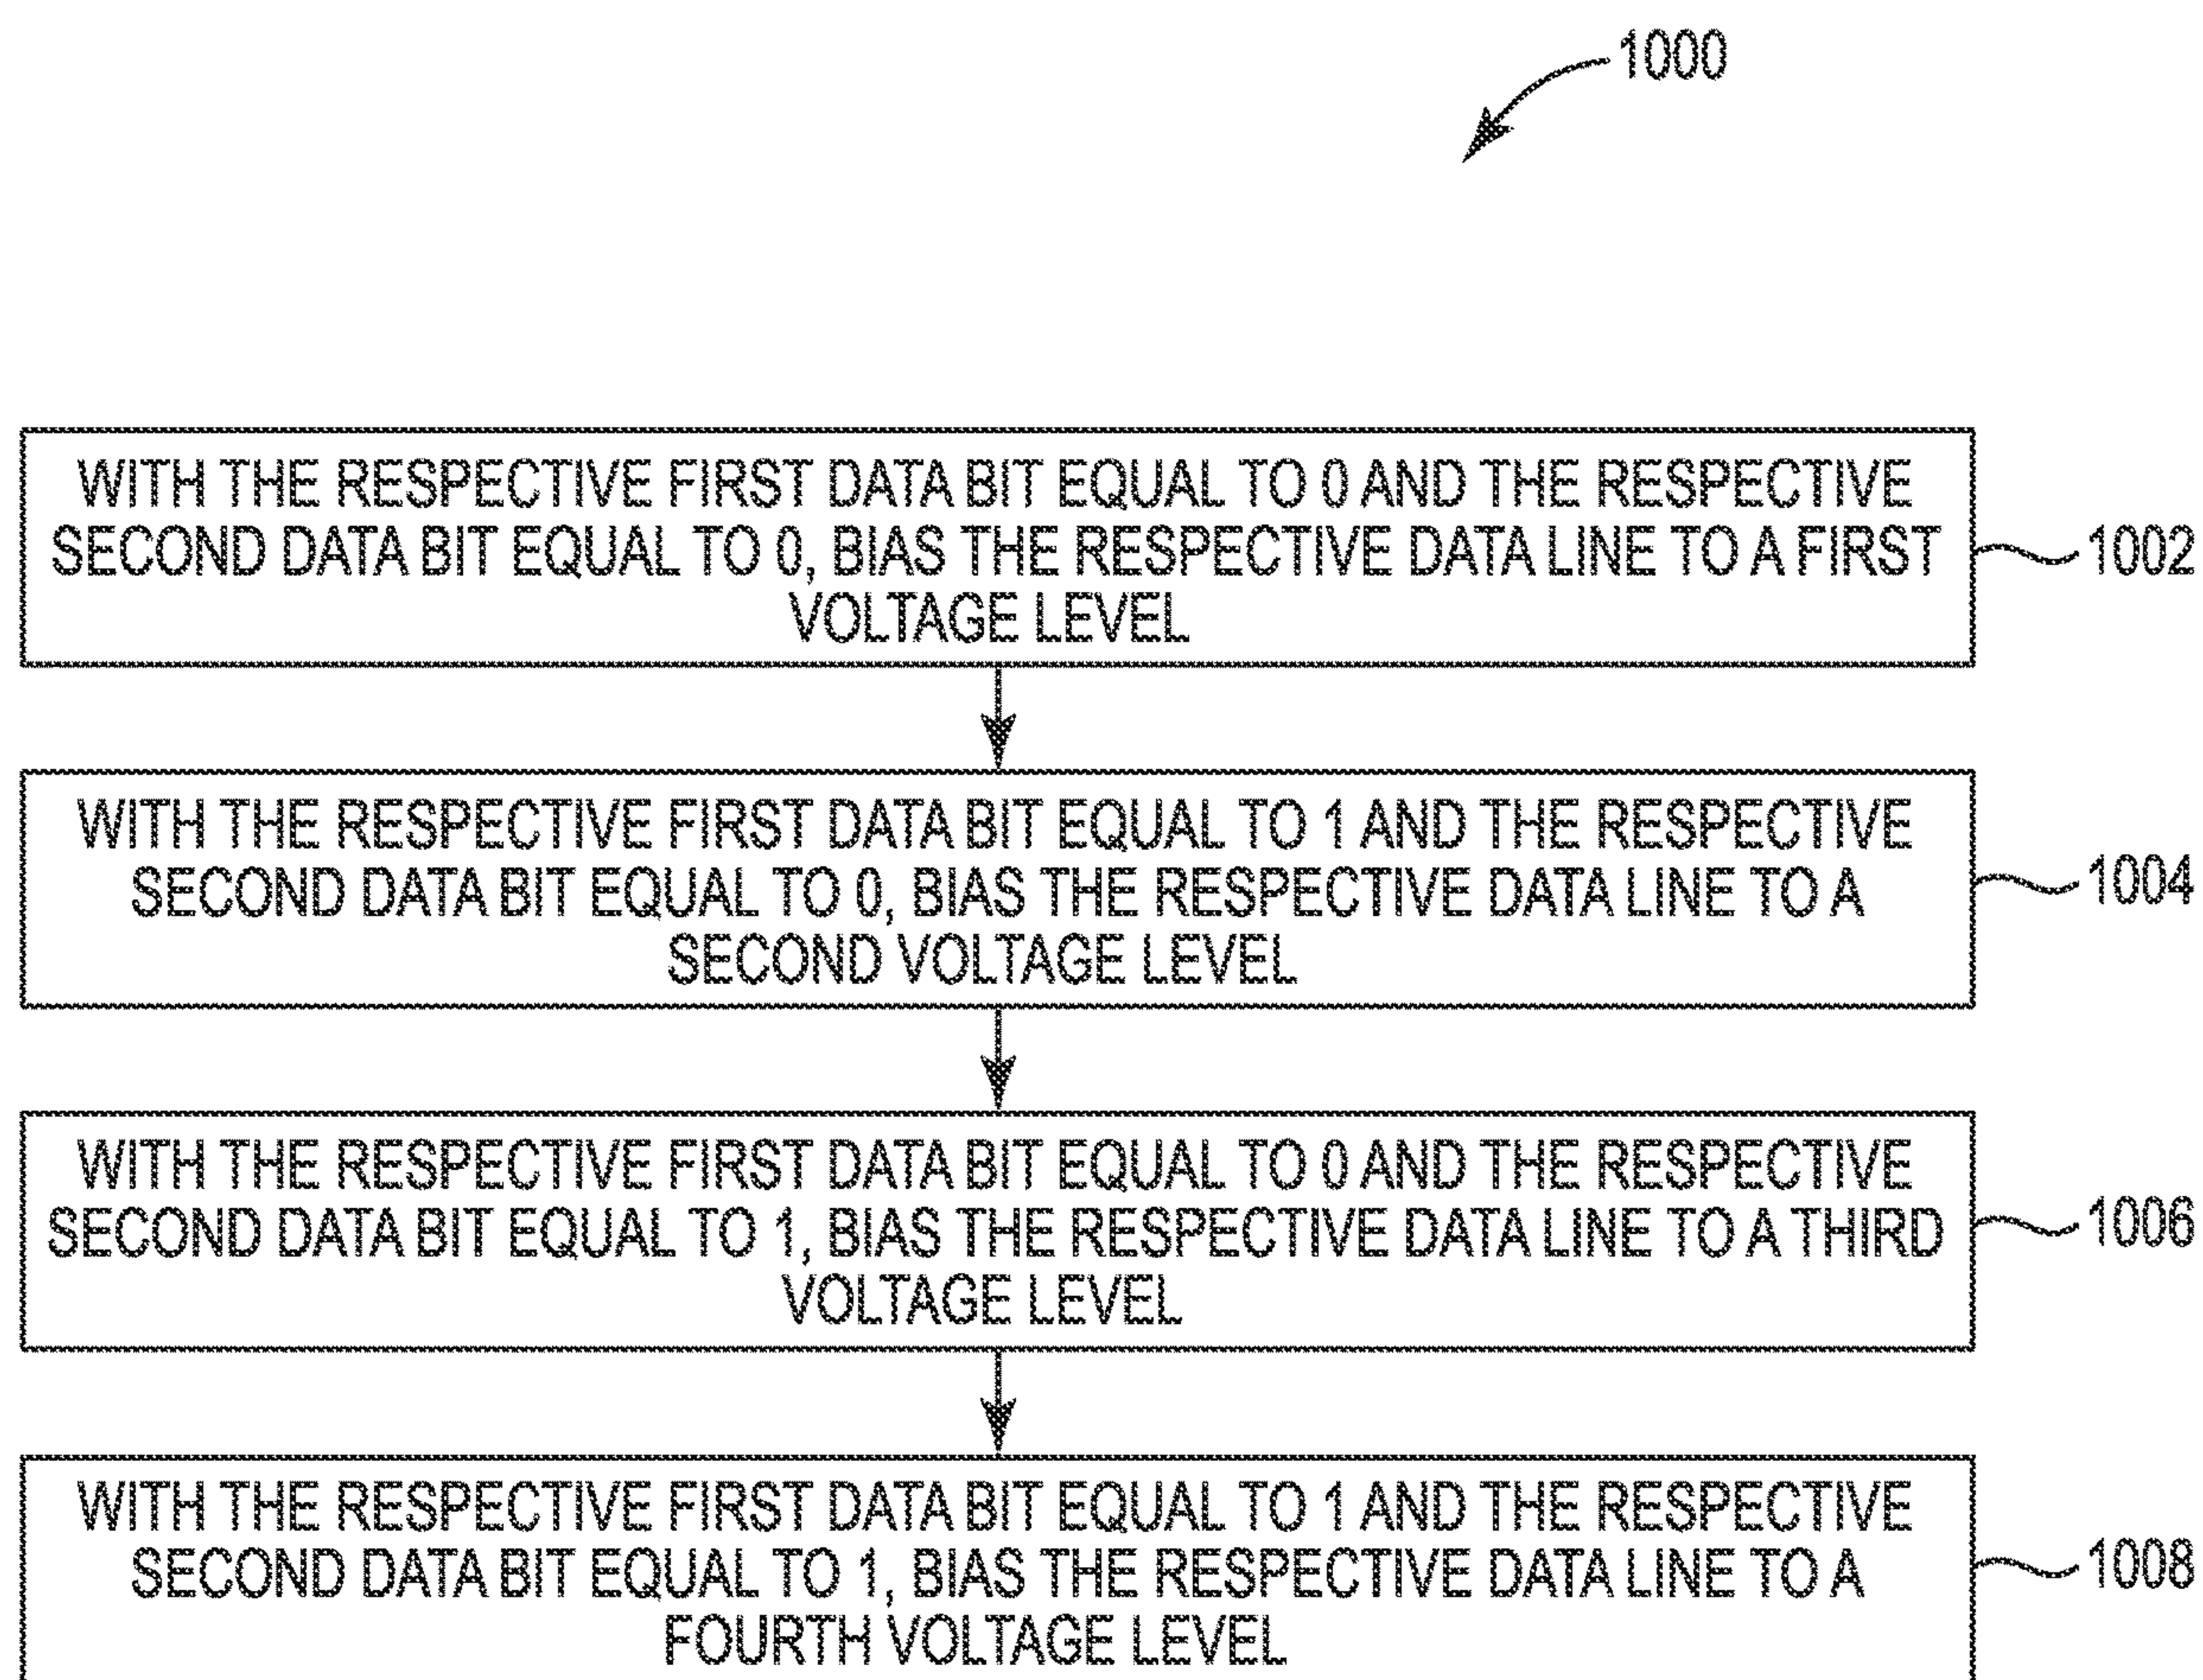 1000
WITH THE RESPECTIVE FIRST DATA BIT EQUAL TO 0 AND THE RESPECTIVE
SECOND DATA BIT EQUAL TO 0, BIAS THE RESPECTIVE DATA LINE TO A FIRST
VOLTAGE LEVEL
1002
WITH THE RESPECTIVE FIRST DATA BIT EQUAL TO 1 AND THE RESPECTIVE
SECOND DATA BIT EQUAL TO 0, BIAS THE RESPECTIVE DATA LINE TO A
SECOND VOLTAGE LEVEL
1004
WITH THE RESPECTIVE FIRST DATA BIT EQUAL TO 0 AND THE RESPECTIVE
SECOND DATA BIT EQUAL TO 1, BIAS THE RESPECTIVE DATA LINE TO A THIRD
VOLTAGE LEVEL
1006
WITH THE RESPECTIVE FIRST DATA BIT EQUAL TO 1 AND THE RESPECTIVE
SECOND DATA BIT EQUAL TO 1, BIAS THE RESPECTIVE DATA LINE TO A
FOURTH VOLTAGE LEVEL
1008